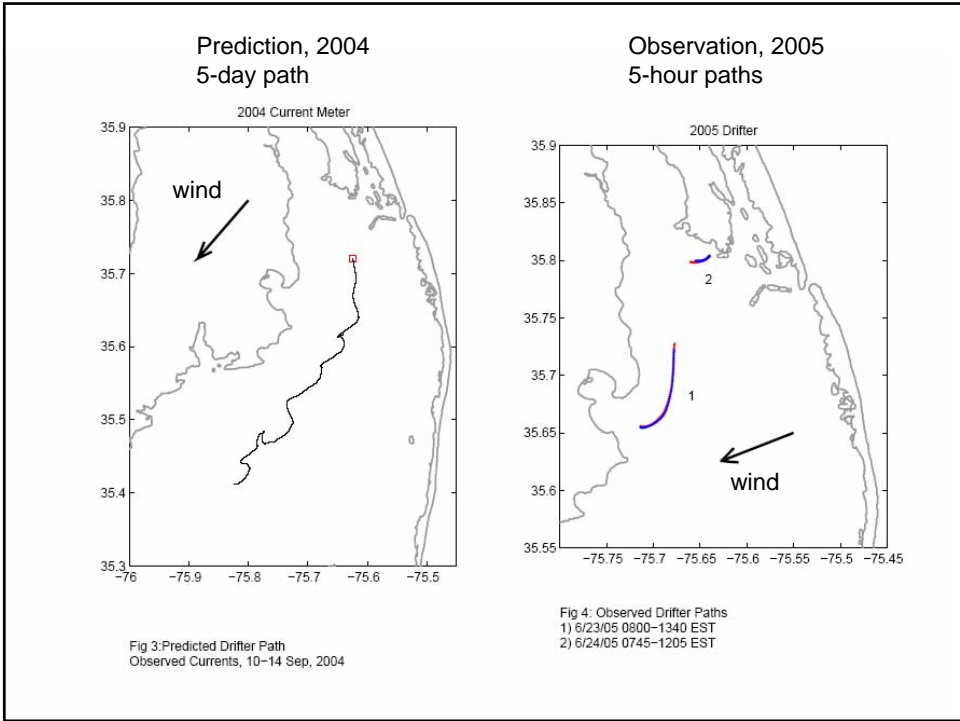 Prediction, 2004
5-day path
2004 Current Meter
35.9
35.8
35.7
35.6
35.5
35.4
35.3
−76 −75.9 −75.8 −75.7 −75.6 −75.5
wind
Fig 3:Predicted Drifter Path
Observed Currents, 10−14 Sep, 2004
Observation, 2005
5-hour paths
2005 Drifter
35.9
35.85
35.8
35.75
35.7
35.65
35.6
35.55
−75.75 −75.7 −75.65 −75.6 −75.55 −75.5 −75.45
2
1
wind
Fig 4: Observed Drifter Paths
1) 6/23/05 0800−1340 EST
2) 6/24/05 0745−1205 EST